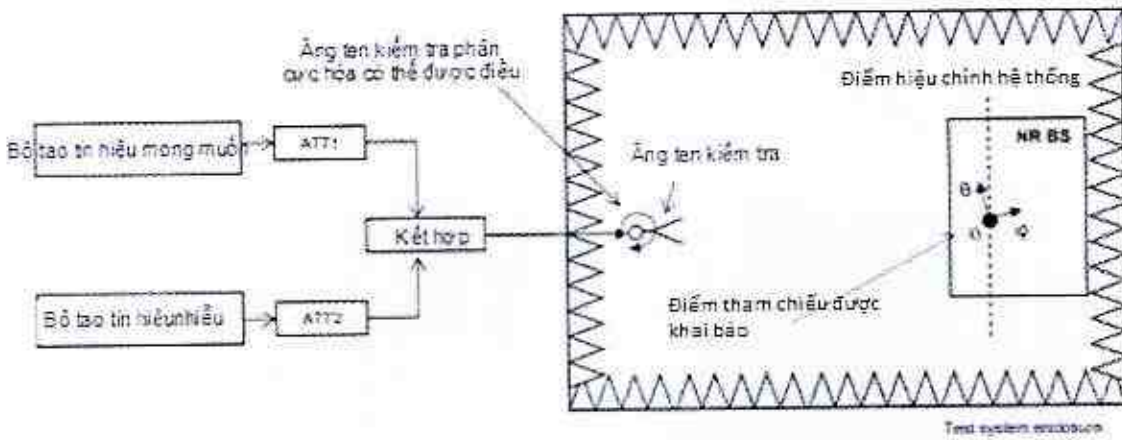 Ăng ten kiểm tra phân
cực hóa có thể được điều
Điểm hiệu chỉnh hệ thống
Bộ tạo tín hiệu mong muốn
ATT1
NR BS
Ăng ten kiểm tra
θ
Kết hợp
φ
Điểm tham chiếu được
khai báo
Bộ tạo tín hiệu nhiễu
ATT2
Test system enclosure